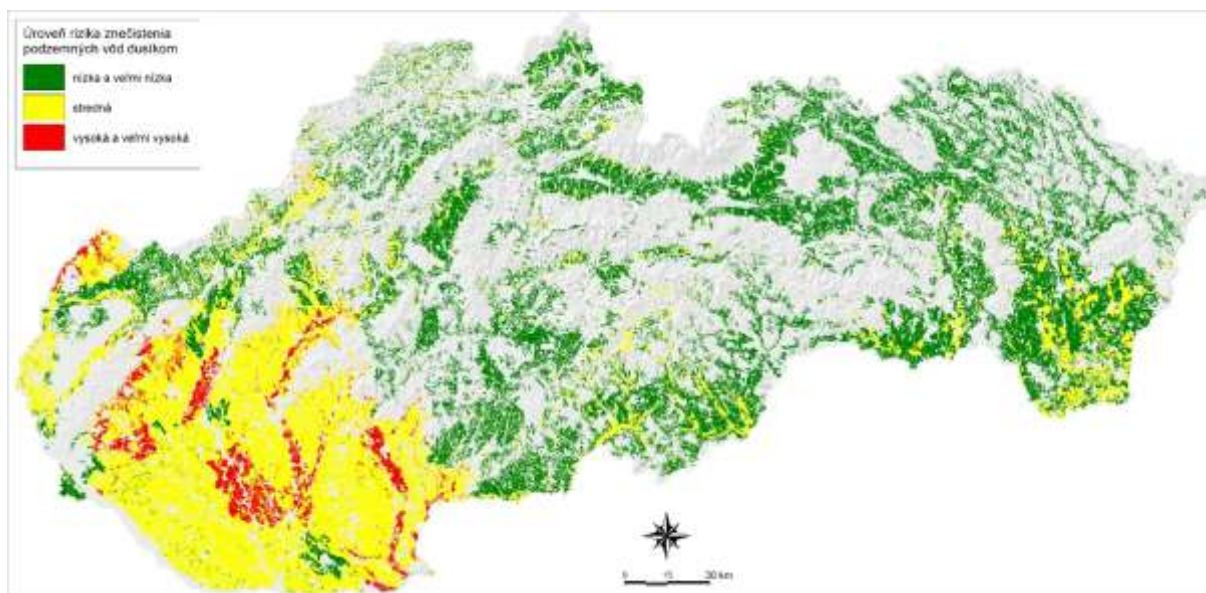 Úroveň rizika znečistenia
podzemných vôd dusíkom
nízka a veľmi nízka
stredná
vysoká a veľmi vysoká
0 15 30 km